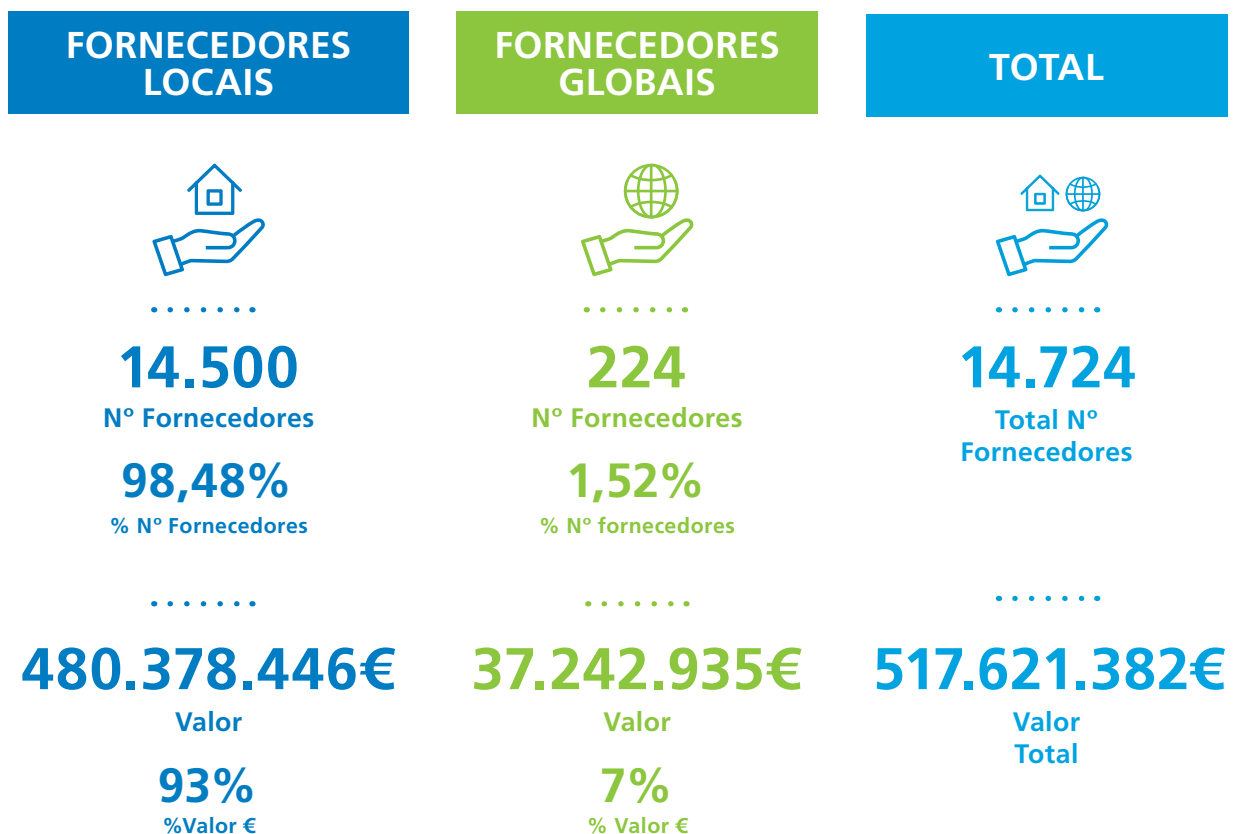 FORNECEDORES
LOCAIS
14.500
Nº Fornecedores
98,48%
% Nº Fornecedores
480.378.446€
Valor
93%
%Valor €
FORNECEDORES
GLOBAIS
224
Nº Fornecedores
1,52%
% Nº fornecedores
37.242.935€
Valor
7%
% Valor €
TOTAL
14.724
Total Nº
Fornecedores
517.621.382€
Valor
Total